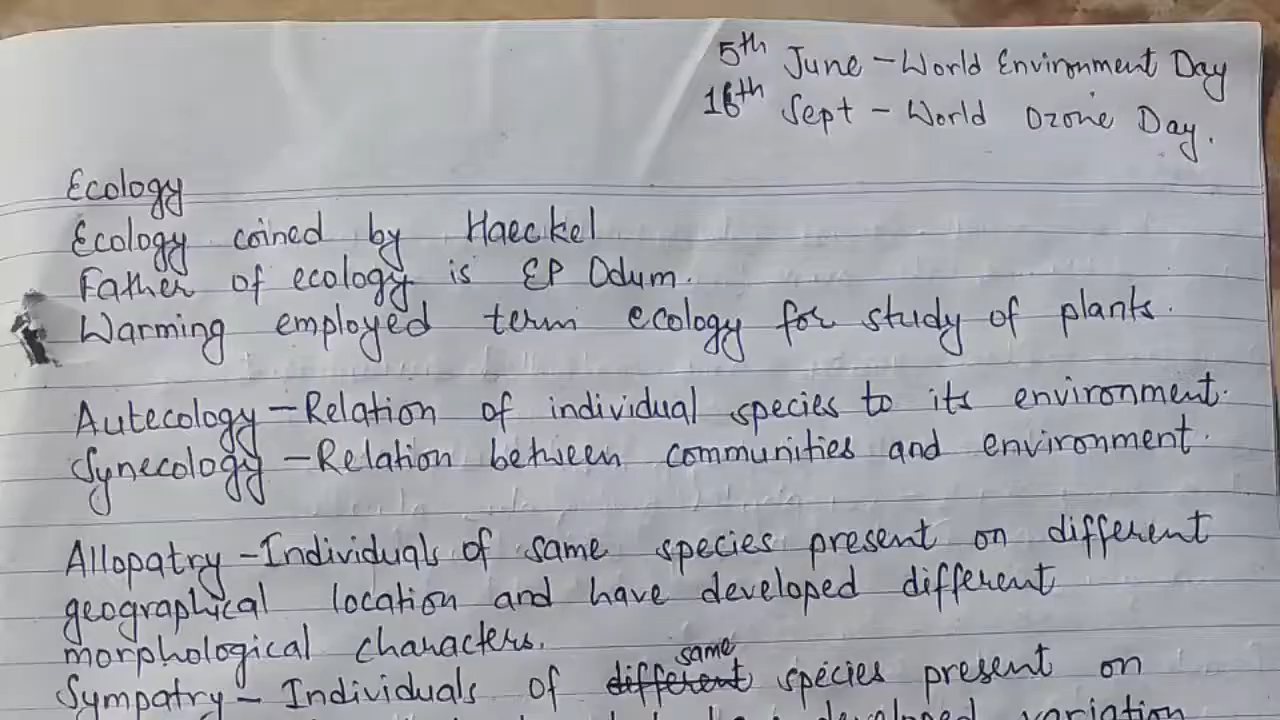 5th June - World Environment Day
16th Sept - World Ozone Day.
Ecology
Ecology coined by Haeckel
Father of ecology is EP Odum.
Warming employed term ecology for study of plants.
Autecology - Relation of individual species to its environment.
Synecology - Relation between communities and environment.
Allopatry - Individuals of same species present on different
geographical location and have developed different
morphological characters.
same
Sympatry - Individuals of different species present on
developed variation